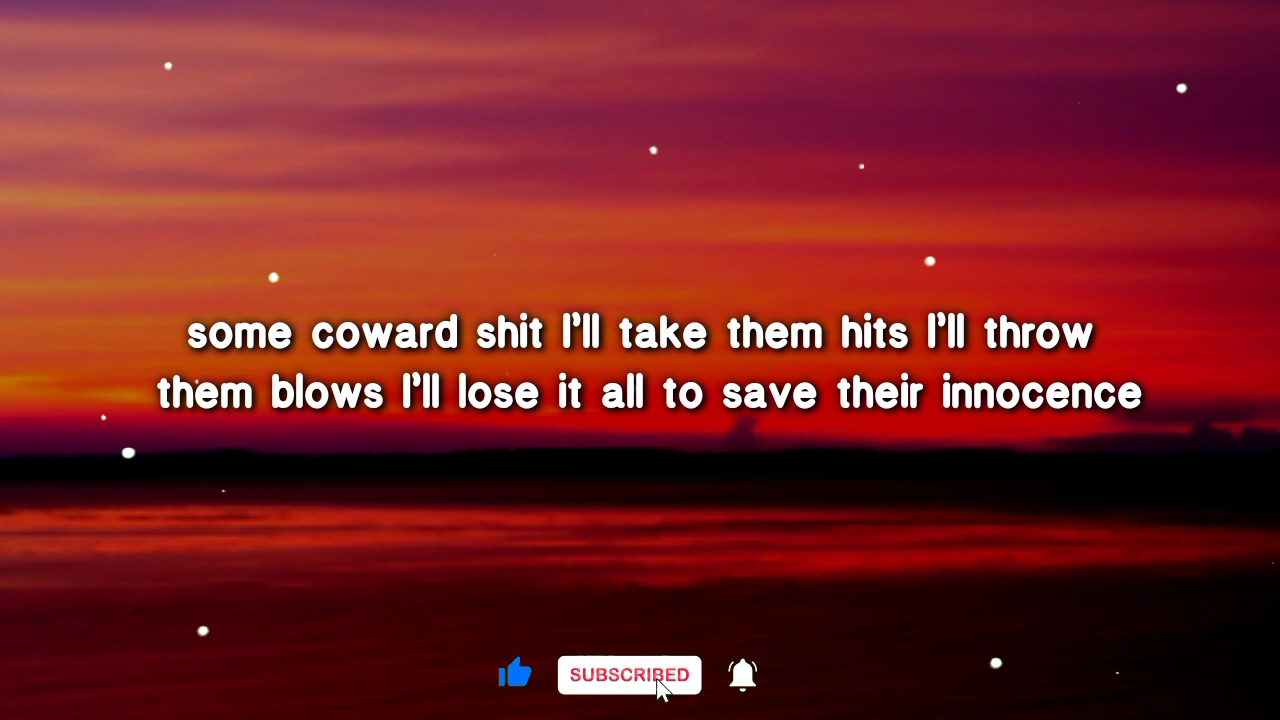 some coward shit I'll take them hits I'll throw
them blows I'll lose it all to save their innocence
SUBSCRIBED